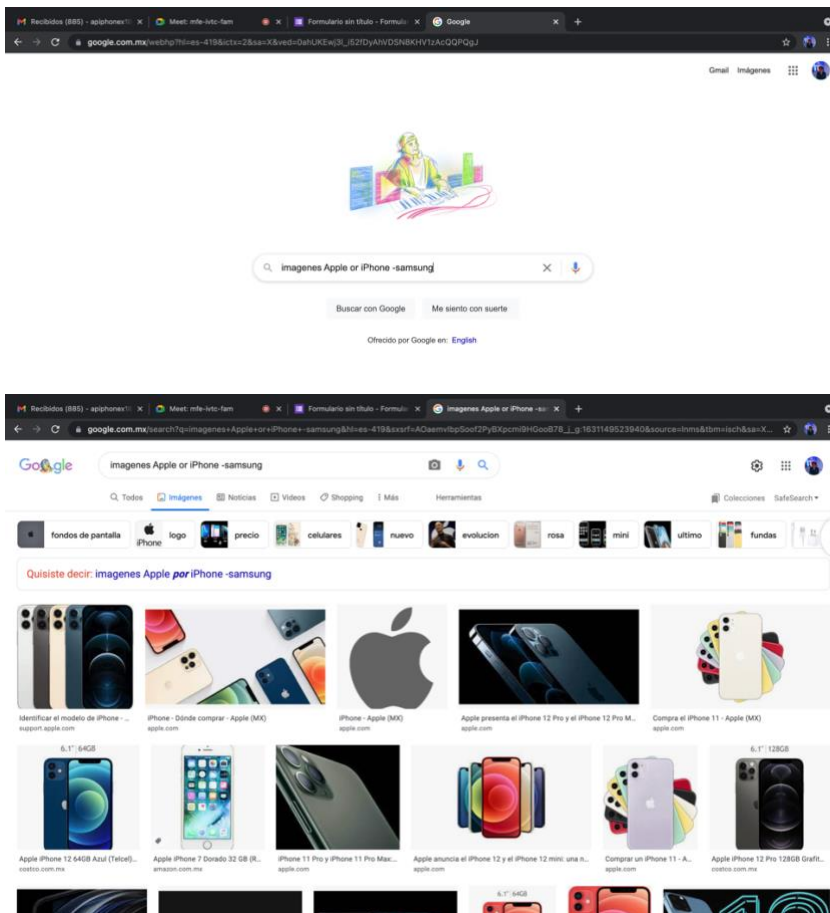 Recibidos (885) - apiphonex1
Meet: mfe-ivtc-fam
Formulario sin título - Formula
Google
google.com.mx/webhp?hl=es-419&ictx=2&sa=X&ved=0ahUKEwj3l_i52fDyAhVDSN8KHV1zAcQQPQgJ
Gmail Imágenes
imagenes Apple or iPhone -samsung
Buscar con Google Me siento con suerte
Ofrecido por Google en: English
Recibidos (885) - apiphonex1
Meet: mfe-ivtc-fam
Formulario sin título - Formula
imagenes Apple or iPhone -sam
google.com.mx/search?q=imagenes+Apple+or+iPhone+-samsung&hl=es-419&sxsrf=AOaemvIbpSoof2PyBXpcml9HGooB78_j_g:1631149523940&source=lnms&tbm=isch&sa=X...
Google
imagenes Apple or iPhone -samsung
Todos Imágenes Noticias Videos Shopping Más Herramientas
Colecciones SafeSearch
fondos de pantalla
iPhone
logo
precio
celulares
nuevo
evolucion
rosa
mini
ultimo
fundas
Quisiste decir: imagenes Apple por iPhone -samsung
Identificar el modelo de iPhone - ...
support.apple.com
iPhone - Dónde comprar - Apple (MX)
apple.com
iPhone - Apple (MX)
apple.com
Apple presenta el iPhone 12 Pro y el iPhone 12 Pro M...
apple.com
Compra el iPhone 11 - Apple (MX)
apple.com
6.1" 64GB
6.1" 128GB
Apple iPhone 12 64GB Azul (Telcel)...
costco.com.mx
Apple iPhone 7 Dorado 32 GB (R...
amazon.com.mx
iPhone 11 Pro y iPhone 11 Pro Max:...
apple.com
Apple anuncia el iPhone 12 y el iPhone 12 mini: una n...
apple.com
Comprar un iPhone 11 - A...
apple.com
Apple iPhone 12 Pro 128GB Grafit...
costco.com.mx
6.1" 64GB